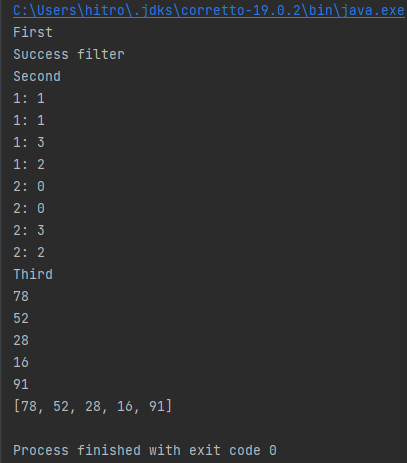 C:\Users\hitro\.jdks\corretto-19.0.2\bin\java.exe
First
Success filter
Second
1: 1
1: 1
1: 3
1: 2
2: 0
2: 0
2: 3
2: 2
Third
78
52
28
16
91
[78, 52, 28, 16, 91]
Process finished with exit code 0